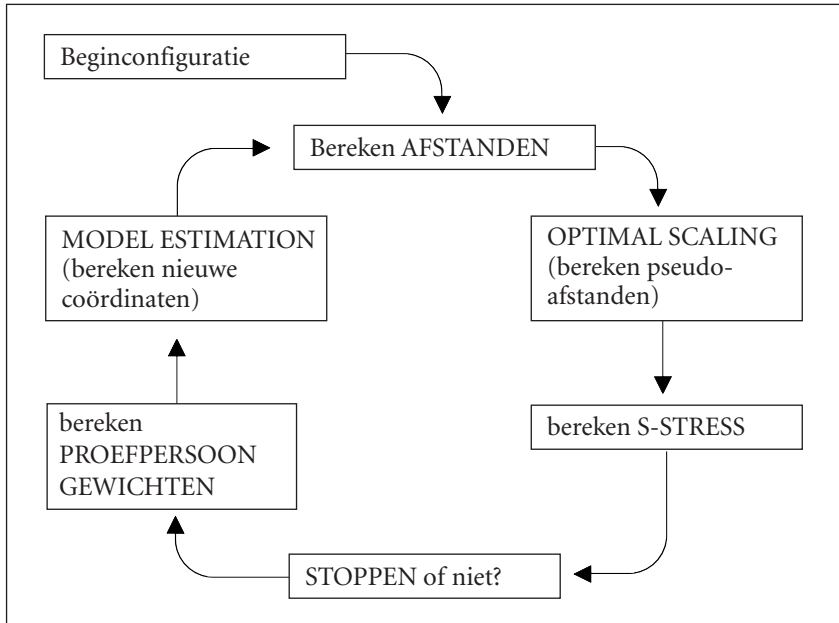 Beginconfiguratie
Bereken AFSTANDEN
MODEL ESTIMATION
(bereken nieuwe
coördinaten)
OPTIMAL SCALING
(bereken pseudo-
afstanden)
bereken
PROEFPERSOON
GEWICHTEN
bereken S-STRESS
STOPPEN of niet?